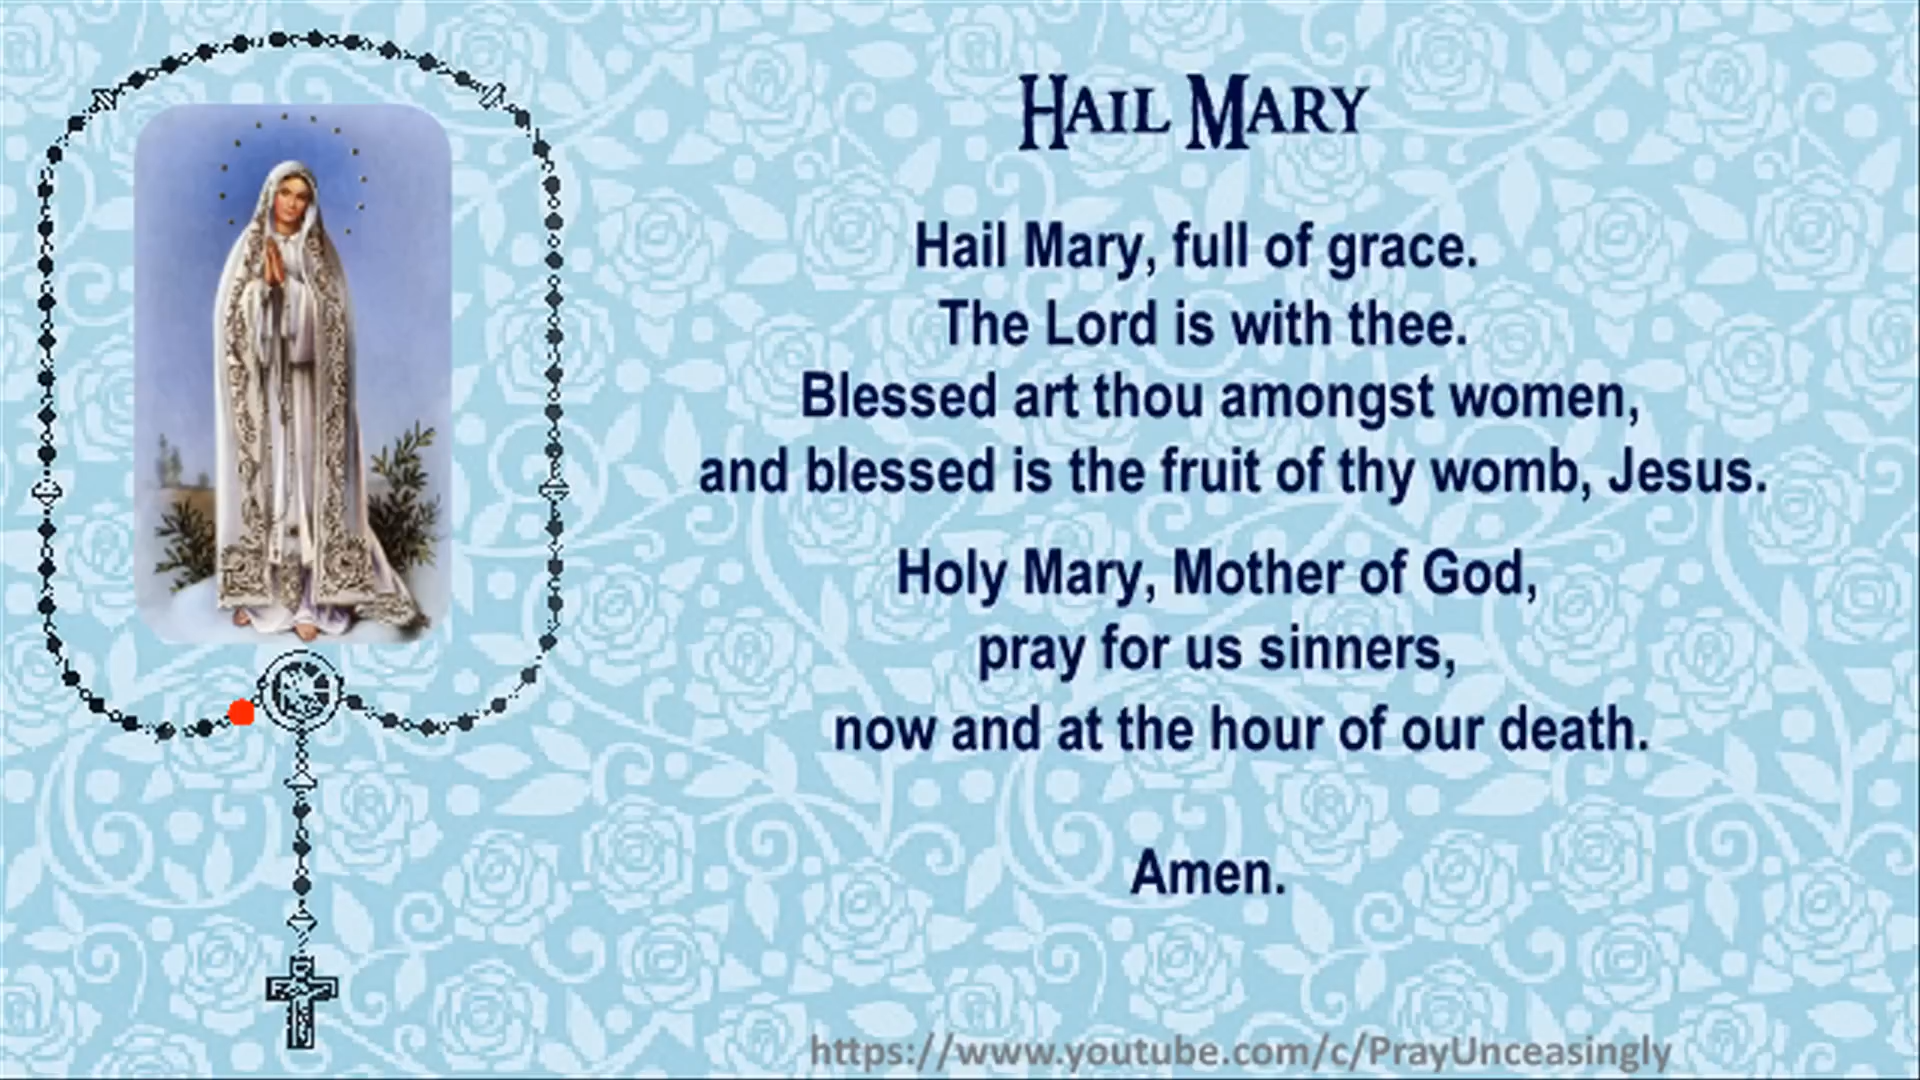 Hail Mary
Hail Mary, full of grace.
The Lord is with thee.
Blessed art thou amongst women,
and blessed is the fruit of thy womb, Jesus.
Holy Mary, Mother of God,
pray for us sinners,
now and at the hour of our death.
Amen.
https://www.youtube.com/c/PrayUnceasingly